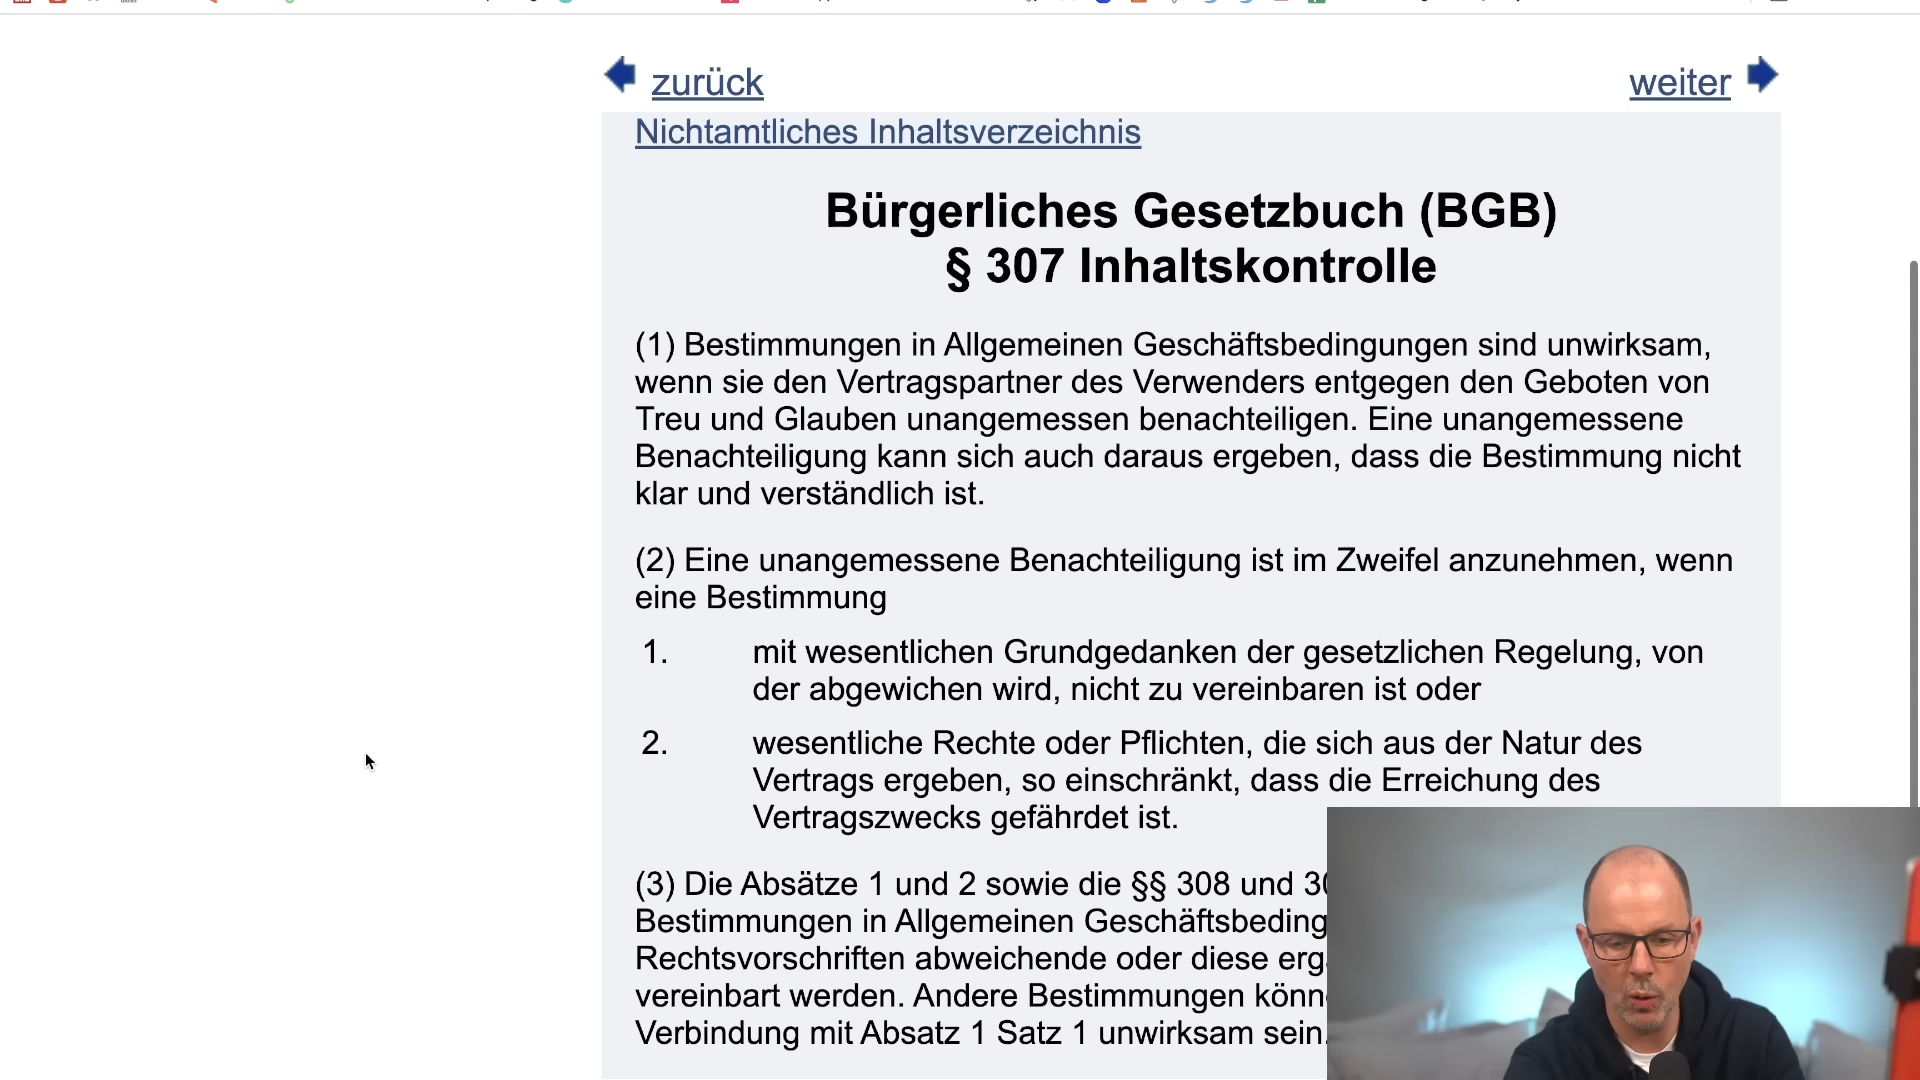 zurück
weiter
Nichtamtliches Inhaltsverzeichnis
Bürgerliches Gesetzbuch (BGB)
§ 307 Inhaltskontrolle
(1) Bestimmungen in Allgemeinen Geschäftsbedingungen sind unwirksam,
wenn sie den Vertragspartner des Verwenders entgegen den Geboten von
Treu und Glauben unangemessen benachteiligen. Eine unangemessene
Benachteiligung kann sich auch daraus ergeben, dass die Bestimmung nicht
klar und verständlich ist.
(2) Eine unangemessene Benachteiligung ist im Zweifel anzunehmen, wenn
eine Bestimmung
1. mit wesentlichen Grundgedanken der gesetzlichen Regelung, von
der abgewichen wird, nicht zu vereinbaren ist oder
2. wesentliche Rechte oder Pflichten, die sich aus der Natur des
Vertrags ergeben, so einschränkt, dass die Erreichung des
Vertragszwecks gefährdet ist.
(3) Die Absätze 1 und 2 sowie die §§ 308 und
Bestimmungen in Allgemeinen
Rechtsvorschriften abweichende oder diese
vereinbart werden. Andere Bestimmungen
Verbindung mit Absatz 1 Satz 1 unwirksam sein.